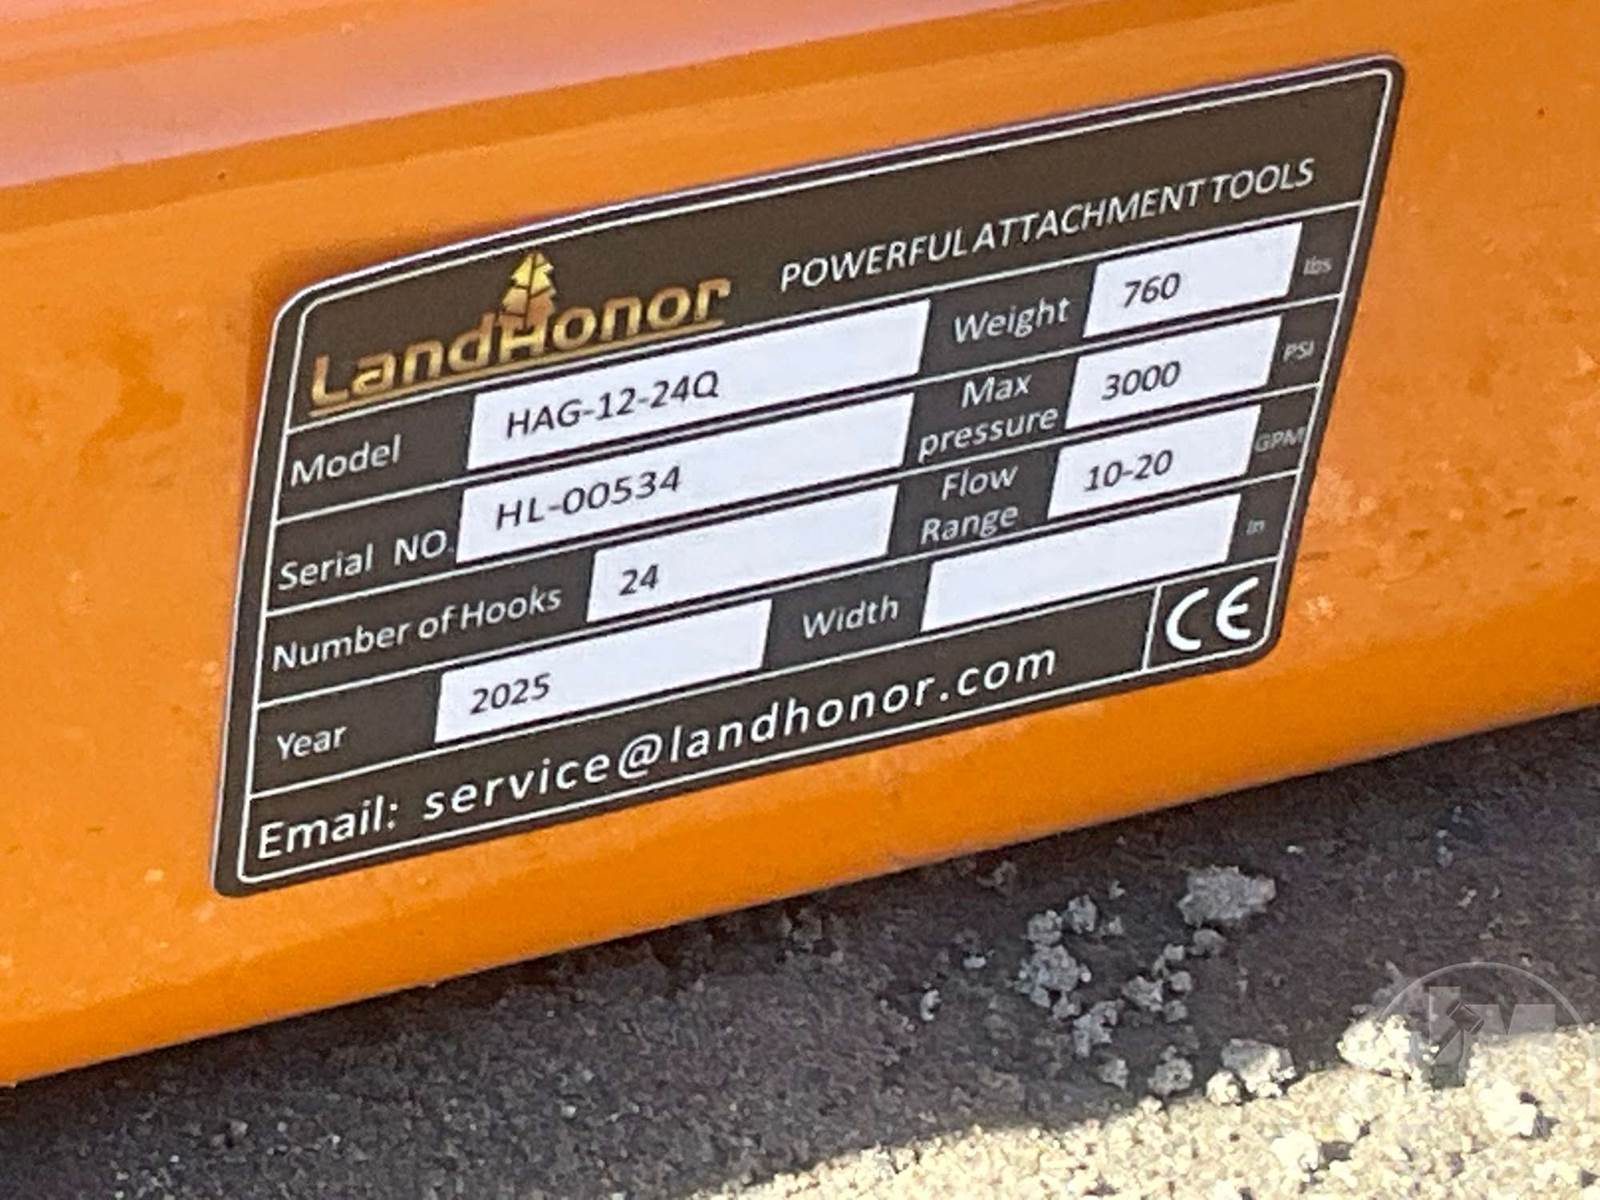 LandHonor POWERFUL ATTACHMENT TOOLS
Model HAG-12-24Q Weight 760 lbs
Serial NO. HL-00534 Max pressure 3000 PSI
Number of Hooks 24 Flow Range 10-20 GPM
Year 2025 Width in
Email: service@landhonor.com CE